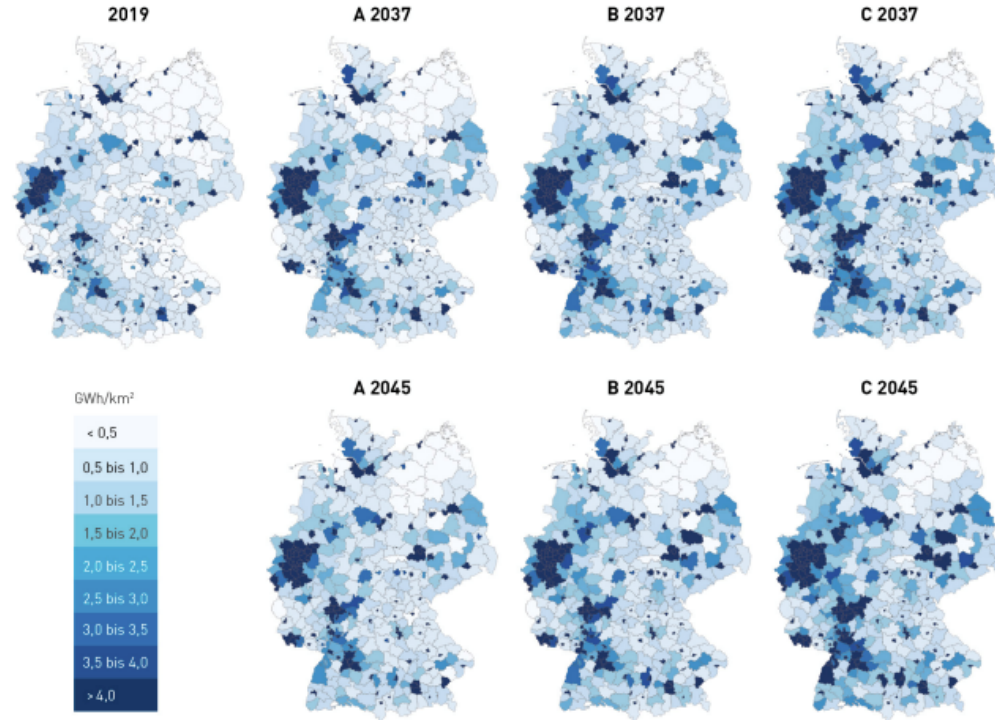 2019
A 2037
B 2037
C 2037
GWh/km²
< 0,5
0,5 bis 1,0
1,0 bis 1,5
1,5 bis 2,0
2,0 bis 2,5
2,5 bis 3,0
3,0 bis 3,5
3,5 bis 4,0
>4,0
A 2045
B 2045
C 2045